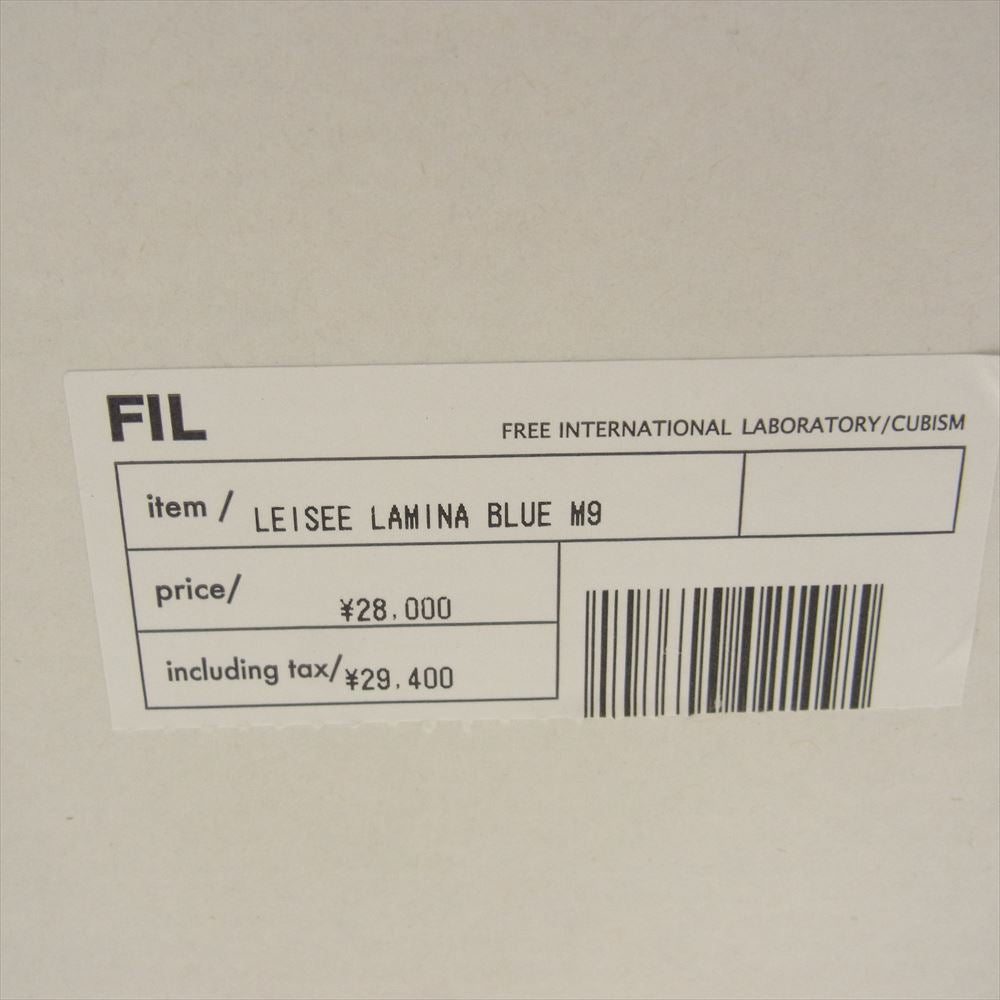 FIL
FREE INTERNATIONAL LABORATORY/CUBISM
item / LEISEE LAMINA BLUE M9
price/ ¥28,000
including tax/ ¥29,400